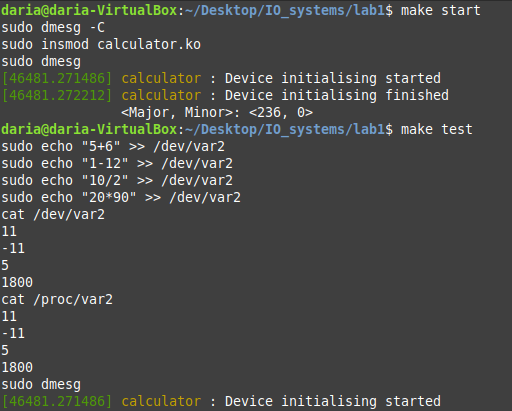 daria@daria-VirtualBox:~/Desktop/IO_systems/lab1$ make start
sudo dmesg -C
sudo insmod calculator.ko
sudo dmesg
[46481.271486] calculator : Device initialising started
[46481.272212] calculator : Device initialising finished
<Major, Minor>: <236, 0>
daria@daria-VirtualBox:~/Desktop/IO_systems/lab1$ make test
sudo echo "5+6" >> /dev/var2
sudo echo "1-12" >> /dev/var2
sudo echo "10/2" >> /dev/var2
sudo echo "20*90" >> /dev/var2
cat /dev/var2
11
-11
5
1800
cat /proc/var2
11
-11
5
1800
sudo dmesg
[46481.271486] calculator : Device initialising started